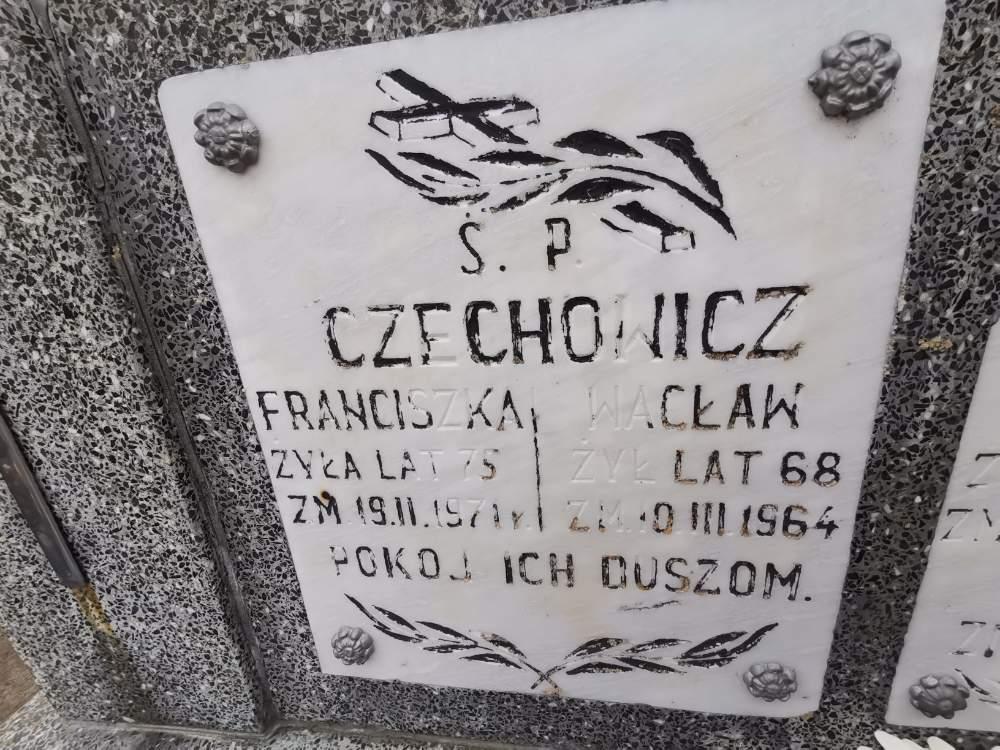 Ś. P
CZECHOWICZ
FRANCISZKA WACŁAW
ŻYŁA LAT 75 ŻYŁ LAT 68
ZM. 19.II.1971r. ZM. 10.III.1964
POKOJ ICH DUSZOM.